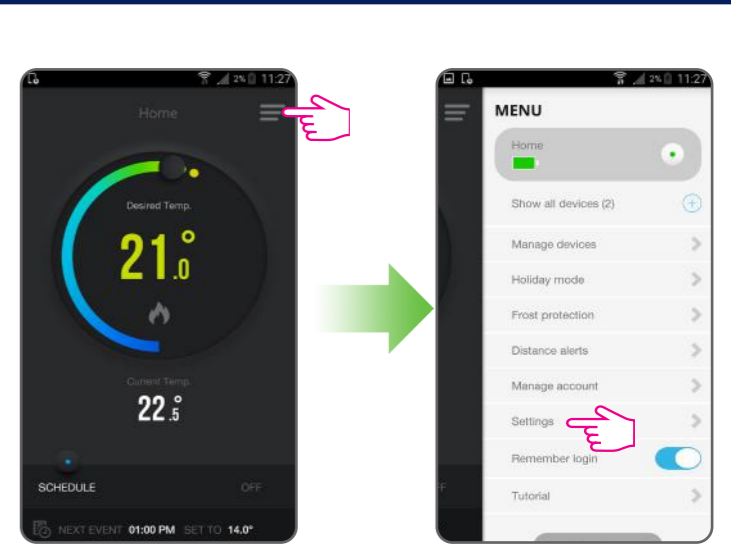 2% 11:27
Home
Desired Temp.
21.0°
Current Temp.
22.5°
SCHEDULE OFF
NEXT EVENT 01:00 PM SET TO 14.0°
2% 11:27
MENU
Home
Show all devices (2)
Manage devices
Holiday mode
Frost protection
Distance alerts
Manage account
Settings
Remember login
Tutorial